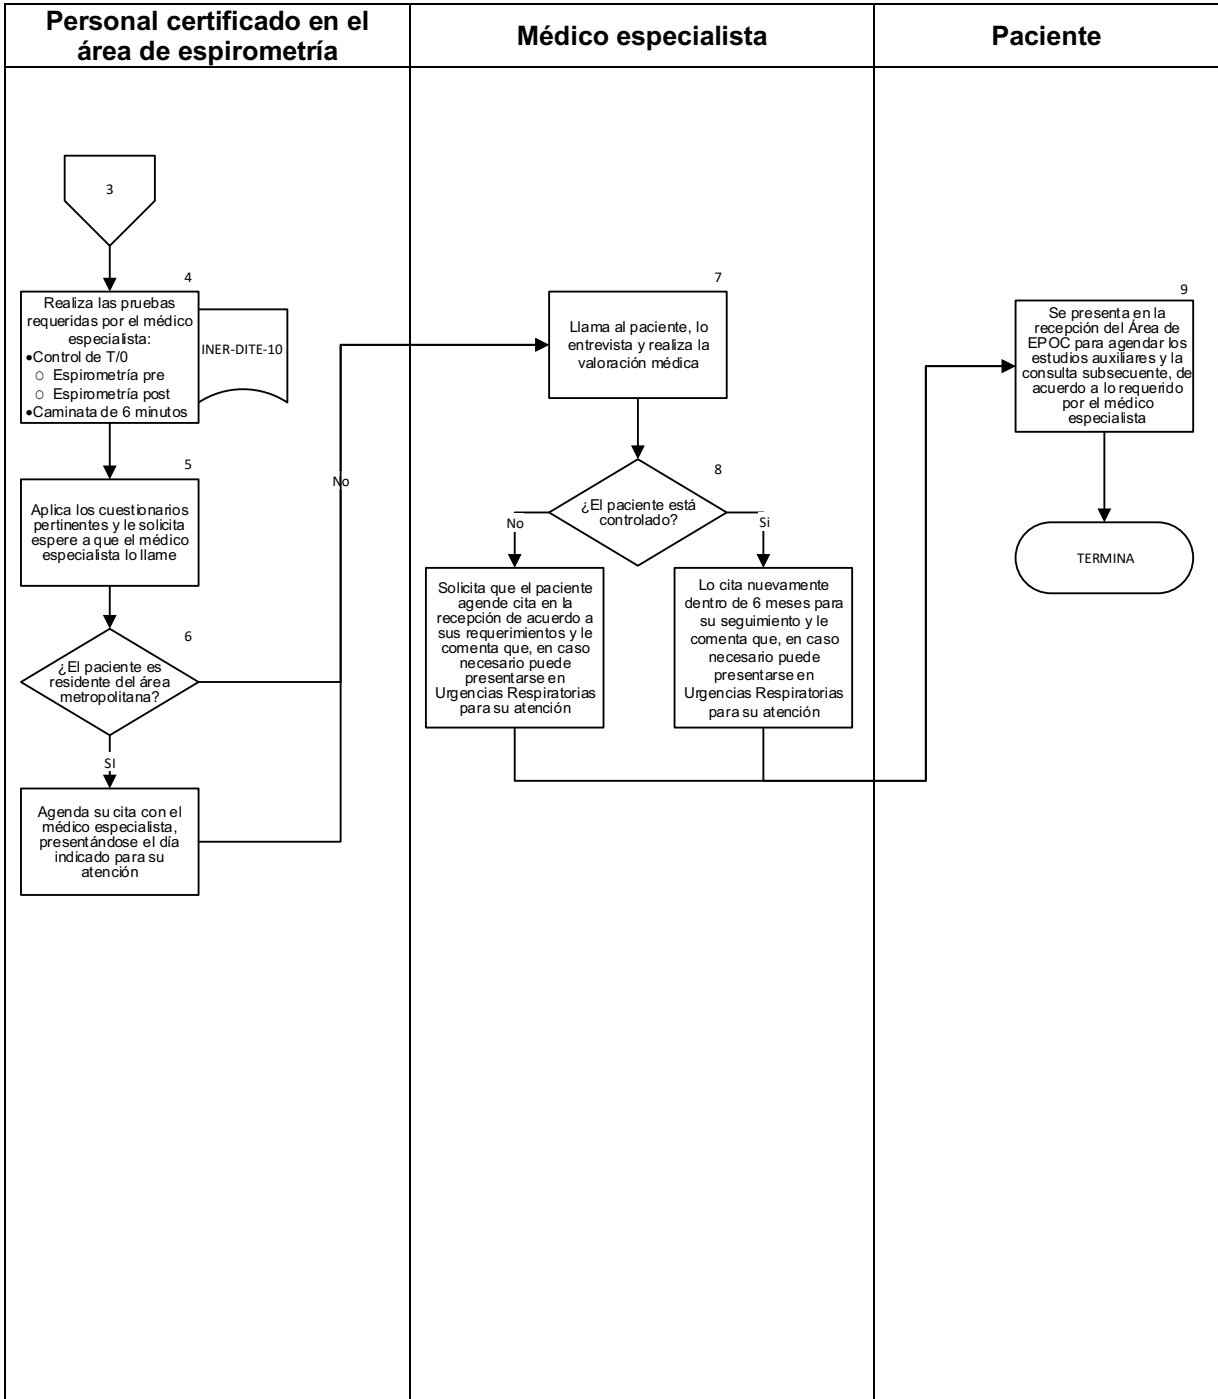 Personal certificado en el
área de espirometría
Médico especialista
Paciente
3
4
Realiza las pruebas
requeridas por el médico
especialista:
•Control de T/0
○ Espirometría pre
○ Espirometría post
•Caminata de 6 minutos
INER-DITE-10
5
Aplica los cuestionarios
pertinentes y le solicita
espere a que el médico
especialista lo llame
6
¿El paciente es
residente del área
metropolitana?
No
SI
Agenda su cita con el
médico especialista,
presentándose el día
indicado para su
atención
7
Llama al paciente, lo
entrevista y realiza la
valoración médica
8
¿El paciente está
controlado?
No
Si
Solicita que el paciente
agende cita en la
recepción de acuerdo a
sus requerimientos y le
comenta que, en caso
necesario puede
presentarse en
Urgencias Respiratorias
para su atención
Lo cita nuevamente
dentro de 6 meses para
su seguimiento y le
comenta que, en caso
necesario puede
presentarse en
Urgencias Respiratorias
para su atención
9
Se presenta en la
recepción del Área de
EPOC para agendar los
estudios auxiliares y la
consulta subsecuente, de
acuerdo a lo requerido
por el médico
especialista
TERMINA